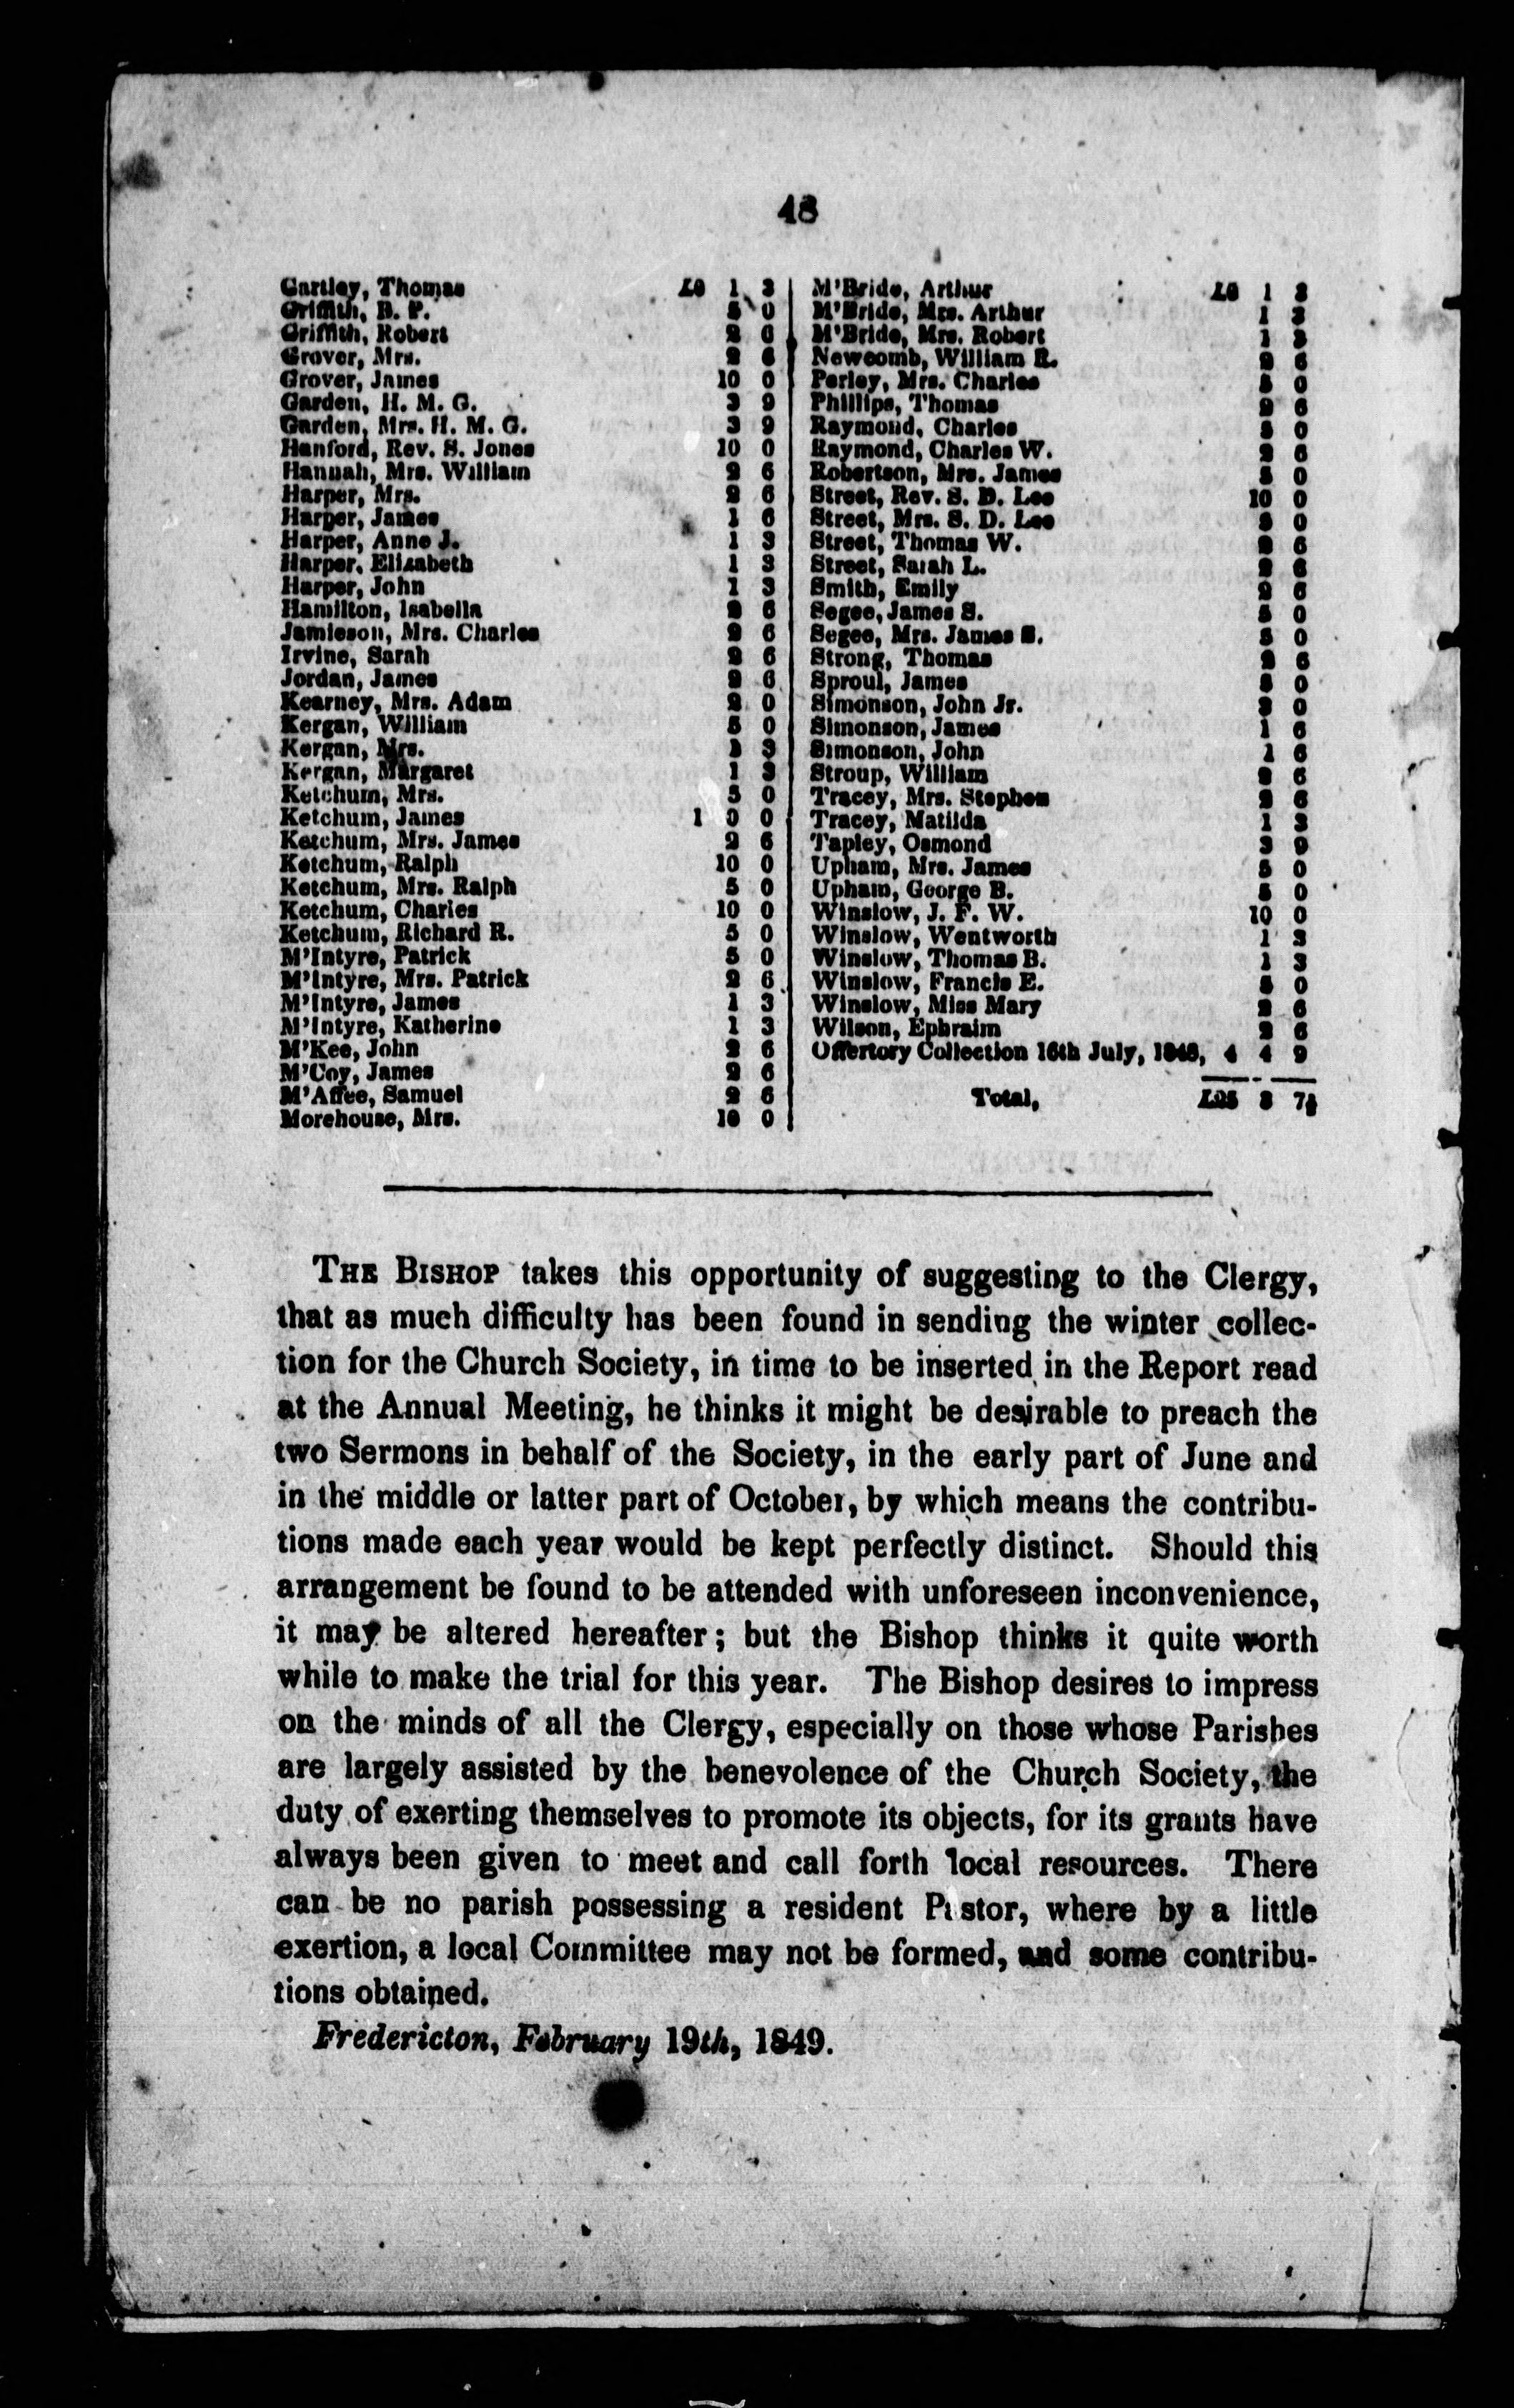 48
Gartley, Thomas £0 1 3
Griffith, B. P. 5 0
Griffith, Robert 2 6
Grover, Mrs. 2 6
Grover, James 10 0
Garden, H. M. G. 3 9
Garden, Mrs. H. M. G. 3 9
Hanford, Rev. S. Jones 10 0
Hannah, Mrs. William 2 6
Harper, Mrs. 2 6
Harper, James 1 6
Harper, Anne J. 1 3
Harper, Elizabeth 1 3
Harper, John 1 3
Hamilton, Isabella 2 6
Jamieson, Mrs. Charles 2 6
Irvine, Sarah 2 6
Jordan, James 2 6
Kearney, Mrs. Adam 2 0
Kergan, William 5 0
Kergan, Mrs. 1 3
Kergan, Margaret 1 3
Ketchum, Mrs. 5 0
Ketchum, James 1 0 0
Ketchum, Mrs. James 2 6
Ketchum, Ralph 10 0
Ketchum, Mrs. Ralph 5 0
Ketchum, Charles 10 0
Ketchum, Richard R. 5 0
M'Intyre, Patrick 5 0
M'Intyre, Mrs. Patrick 2 6
M'Intyre, James 1 3
M'Intyre, Katherine 1 3
M'Kee, John 2 6
M'Coy, James 2 6
M'Affee, Samuel 2 6
Morehouse, Mrs. 10 0
M'Bride, Arthur £0 1 3
M'Bride, Mrs. Arthur 1 3
M'Bride, Mrs. Robert 1 3
Newcomb, William R. 2 6
Perley, Mrs. Charles 5 0
Phillips, Thomas 2 6
Raymond, Charles 5 0
Raymond, Charles W. 2 6
Robertson, Mrs. James 5 0
Street, Rev. S. D. Lee 10 0
Street, Mrs. S. D. Lee 5 0
Street, Thomas W. 2 6
Street, Sarah L. 2 6
Smith, Emily 2 6
Segee, James S. 5 0
Segee, Mrs. James S. 5 0
Strong, Thomas 2 6
Sproul, James 5 0
Simonson, John Jr. 2 0
Simonson, James 1 6
Simonson, John 1 6
Stroup, William 2 6
Tracey, Mrs. Stephen 2 6
Tracey, Matilda 1 3
Tapley, Osmond 3 9
Upham, Mrs. James 5 0
Upham, George B. 5 0
Winslow, J. F. W. 10 0
Winslow, Wentworth 1 3
Winslow, Thomas B. 1 3
Winslow, Francis E. 5 0
Winslow, Miss Mary 2 6
Wilson, Ephraim 2 6
Offertory Collection 16th July, 1848, 4 4 9
Total, 7½
THE BISHOP takes this opportunity of suggesting to the Clergy,
that as much difficulty has been found in sending the winter collec-
tion for the Church Society, in time to be inserted in the Report read
at the Annual Meeting, he thinks it might be desirable to preach the
two Sermons in behalf of the Society, in the early part of June and
in the middle or latter part of October, by which means the contribu-
tions made each year would be kept perfectly distinct. Should this
arrangement be found to be attended with unforeseen inconvenience,
it may be altered hereafter; but the Bishop thinks it quite worth
while to make the trial for this year. The Bishop desires to impress
on the minds of all the Clergy, especially on those whose Parishes
are largely assisted by the benevolence of the Church Society, the
duty of exerting themselves to promote its objects, for its grants have
always been given to meet and call forth local resources. There
can be no parish possessing a resident Pastor, where by a little
exertion, a local Committee may not be formed, and some contribu-
tions obtained.
Fredericton, February 19th, 1849.